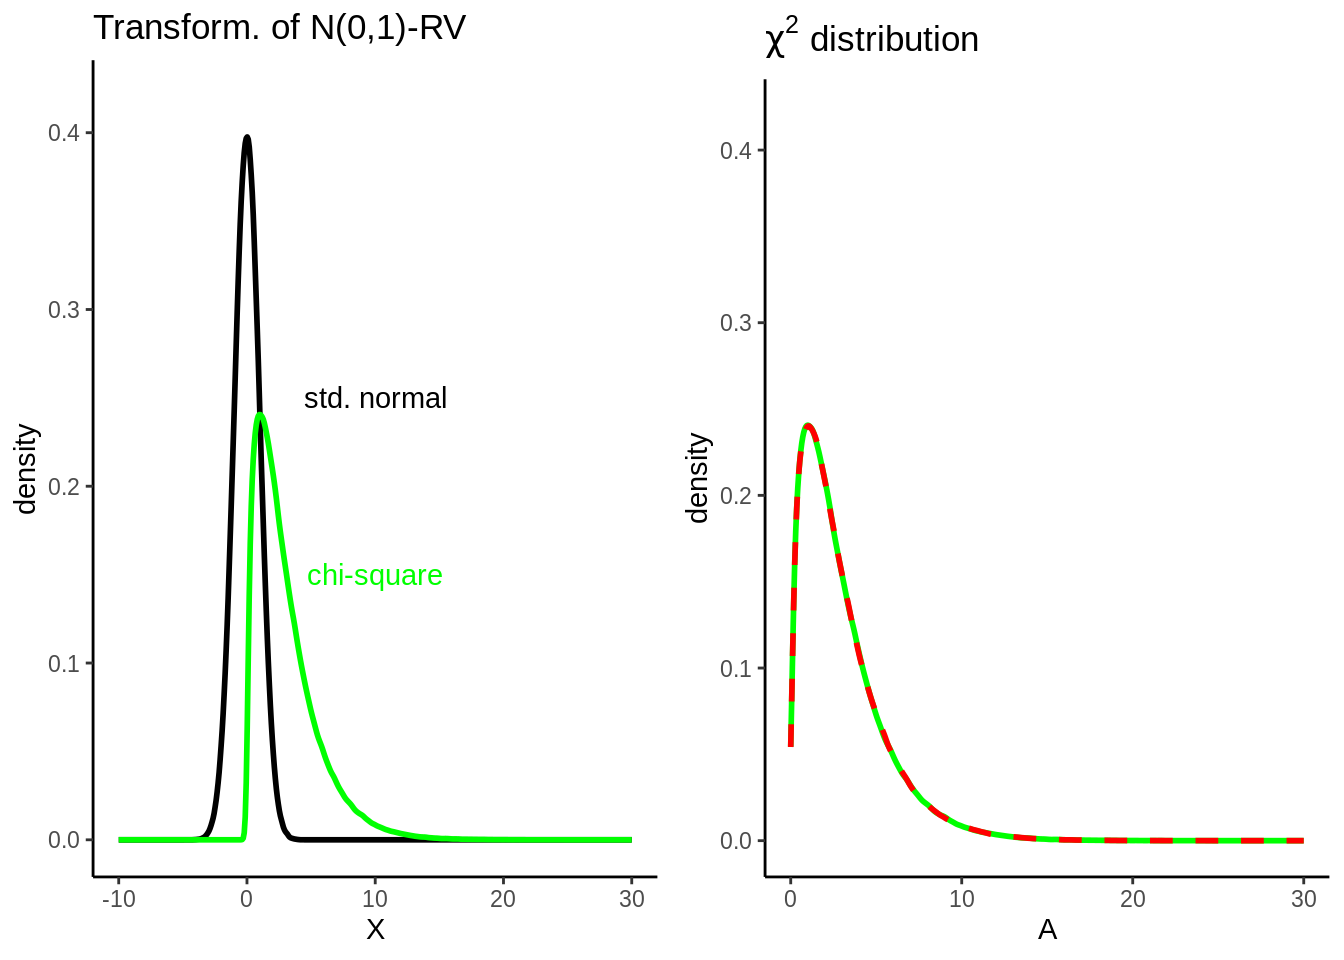 Transform. of N(0,1)-RV
0.4
0.3
0.2
0.1
0.0
density
std. normal
chi-square
-10 0 10 20 30
X
χ² distribution
0.4
0.3
0.2
0.1
0.0
density
0 10 20 30
A